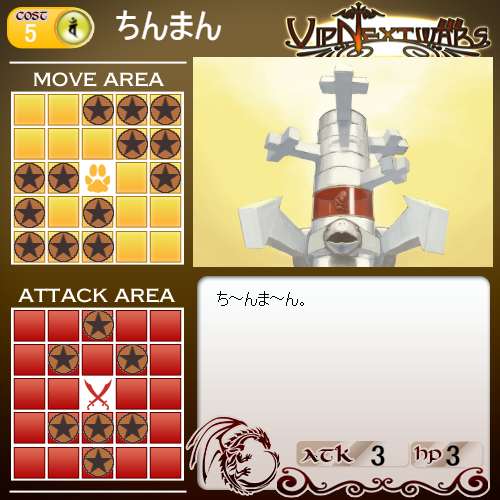 COST
5
ちんまん
VIPNEXTWARS
MOVE AREA
ATTACK AREA
ち～んま～ん。
ATK 3
HP 3